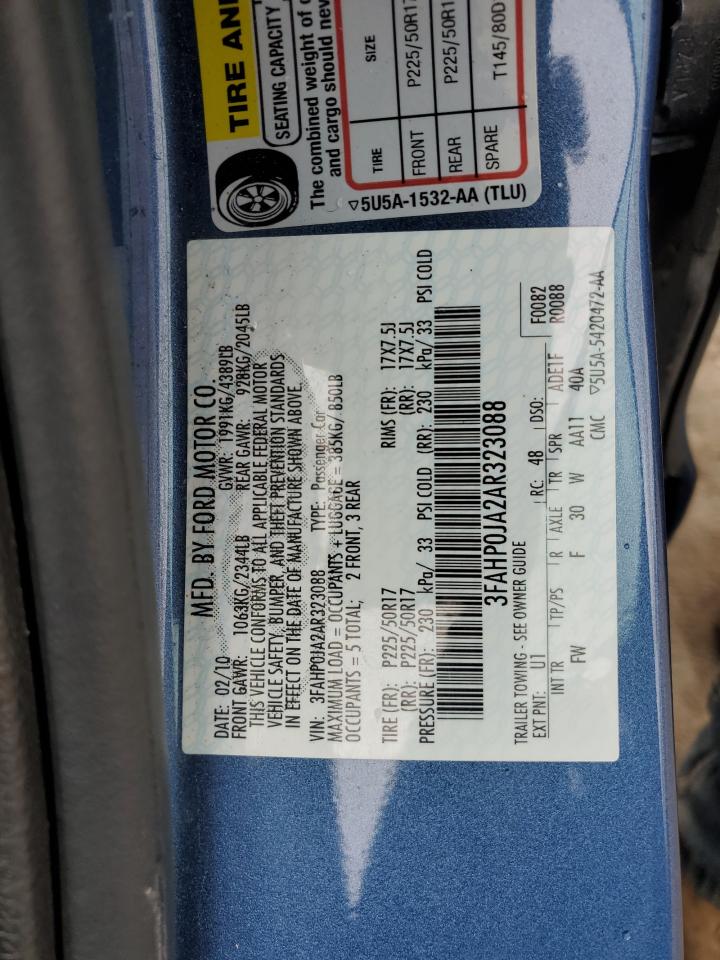 TIRE AND
SEATING CAPACITY
The combined weight of
and cargo should nev
TIRE SIZE
FRONT P225/50R17
REAR P225/50R1
SPARE T145/80D
▽5U5A-1532-AA (TLU)
MFD. BY FORD MOTOR CO.
DATE: 02/10 GVWR: 1991KG/4389LB
FRONT GAWR: 1063KG/2344LB REAR GAWR: 928KG/2045LB
THIS VEHICLE CONFORMS TO ALL APPLICABLE FEDERAL MOTOR
VEHICLE SAFETY, BUMPER, AND THEFT PREVENTION STANDARDS
IN EFFECT ON THE DATE OF MANUFACTURE SHOWN ABOVE.
VIN: 3FAHP0JA2AR323088 TYPE: Passenger Car
MAXIMUM LOAD = OCCUPANTS + LUGGAGE = 385KG/ 850LB
OCCUPANTS = 5 TOTAL; 2 FRONT, 3 REAR
TIRE (FR): P225/50R17 RIMS (FR): 17X7.5J
(RR): P225/50R17 (RR): 17X7.5J
PRESSURE (FR): 230 kPa/ 33 PSI COLD (RR): 230 kPa/ 33 PSI COLD
3FAHP0JA2AR323088
F0082
R0088
TRAILER TOWING - SEE OWNER GUIDE
EXT PNT: U1 RC: 48 DSO:
INT TR TP/PS R AXLE TR SPR ADE1F
FW F 30 W AA11 40A
CMC ▽5U5A-5420472-AA